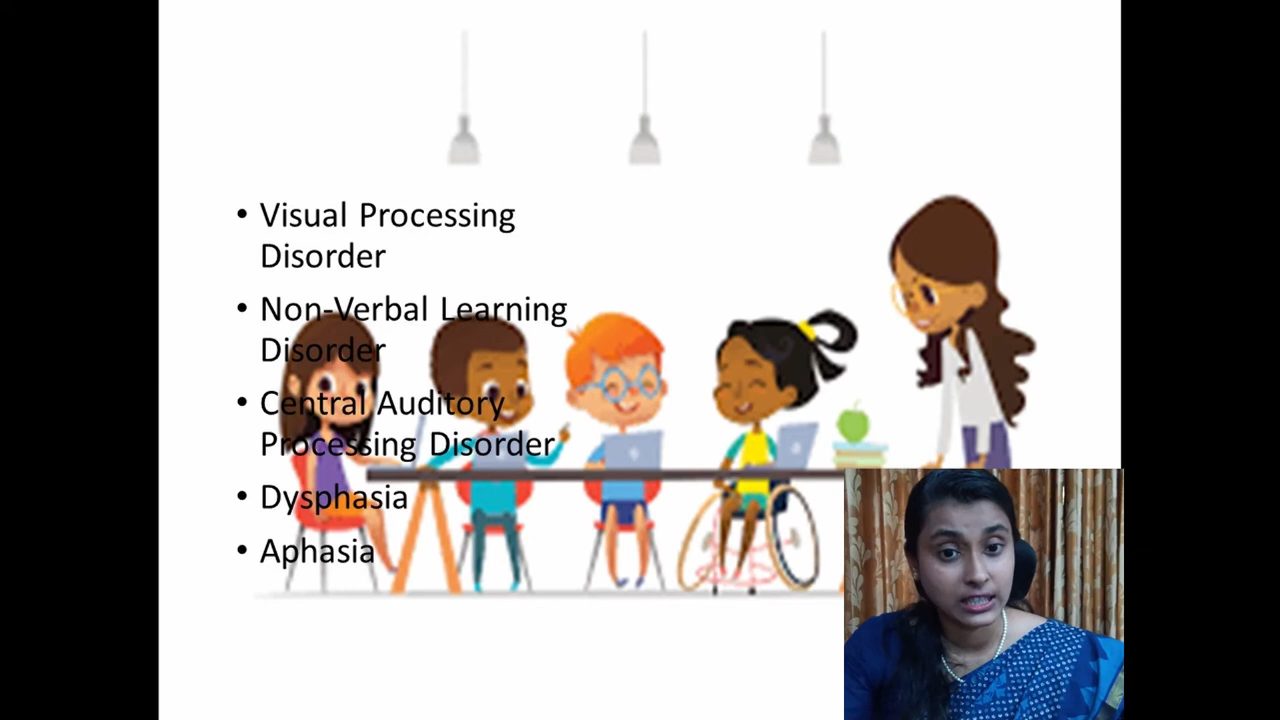 • Visual Processing
Disorder
• Non-Verbal Learning
Disorder
• Central Auditory
Processing Disorder
• Dysphasia
• Aphasia